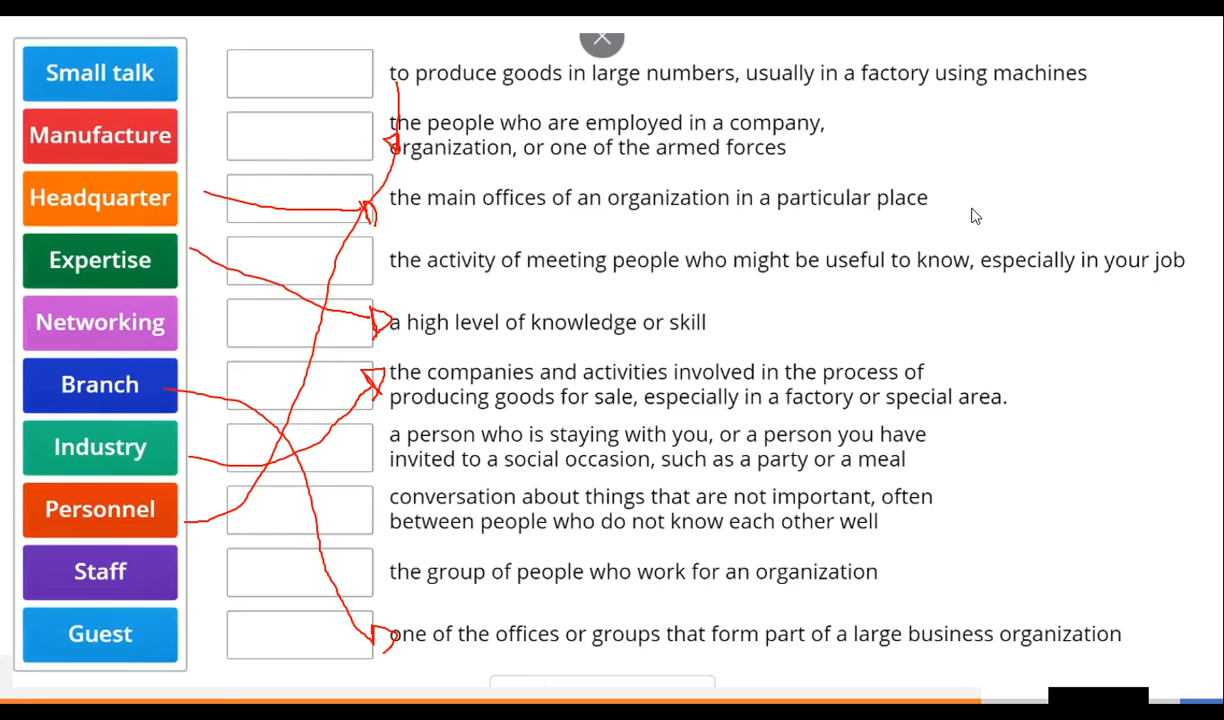 Small talk
Manufacture
Headquarter
Expertise
Networking
Branch
Industry
Personnel
Staff
Guest
to produce goods in large numbers, usually in a factory using machines
the people who are employed in a company,
organization, or one of the armed forces
the main offices of an organization in a particular place
the activity of meeting people who might be useful to know, especially in your job
a high level of knowledge or skill
the companies and activities involved in the process of
producing goods for sale, especially in a factory or special area.
a person who is staying with you, or a person you have
invited to a social occasion, such as a party or a meal
conversation about things that are not important, often
between people who do not know each other well
the group of people who work for an organization
one of the offices or groups that form part of a large business organization